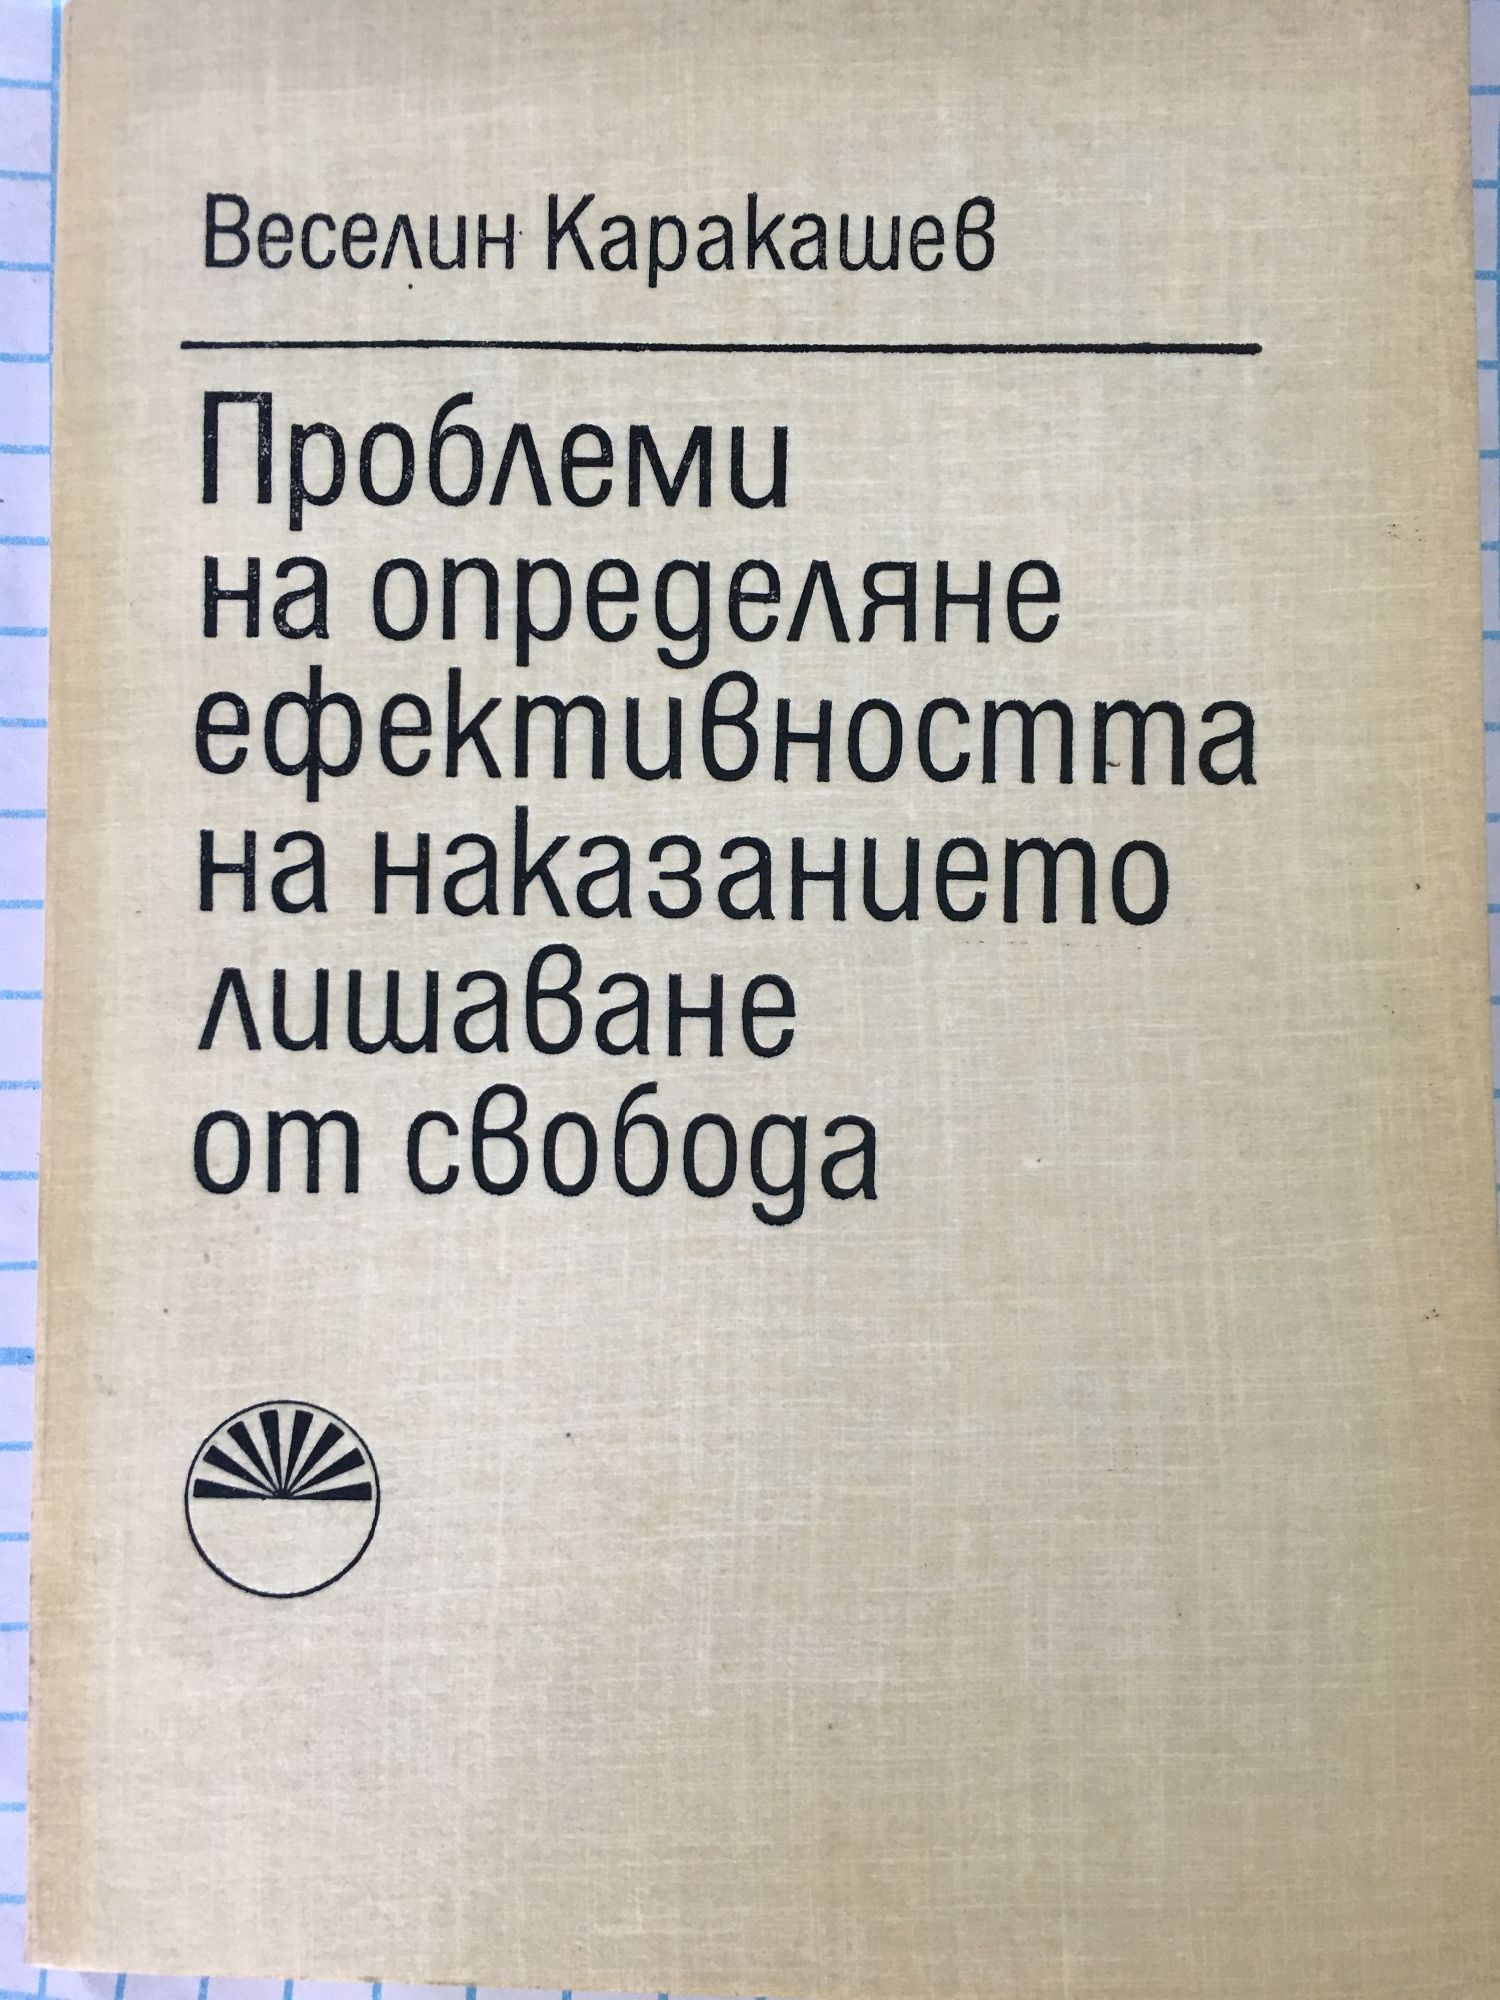 Веселин Каракашев
Проблеми
на определяне
ефективността
на наказанието
лишаване
от свобода